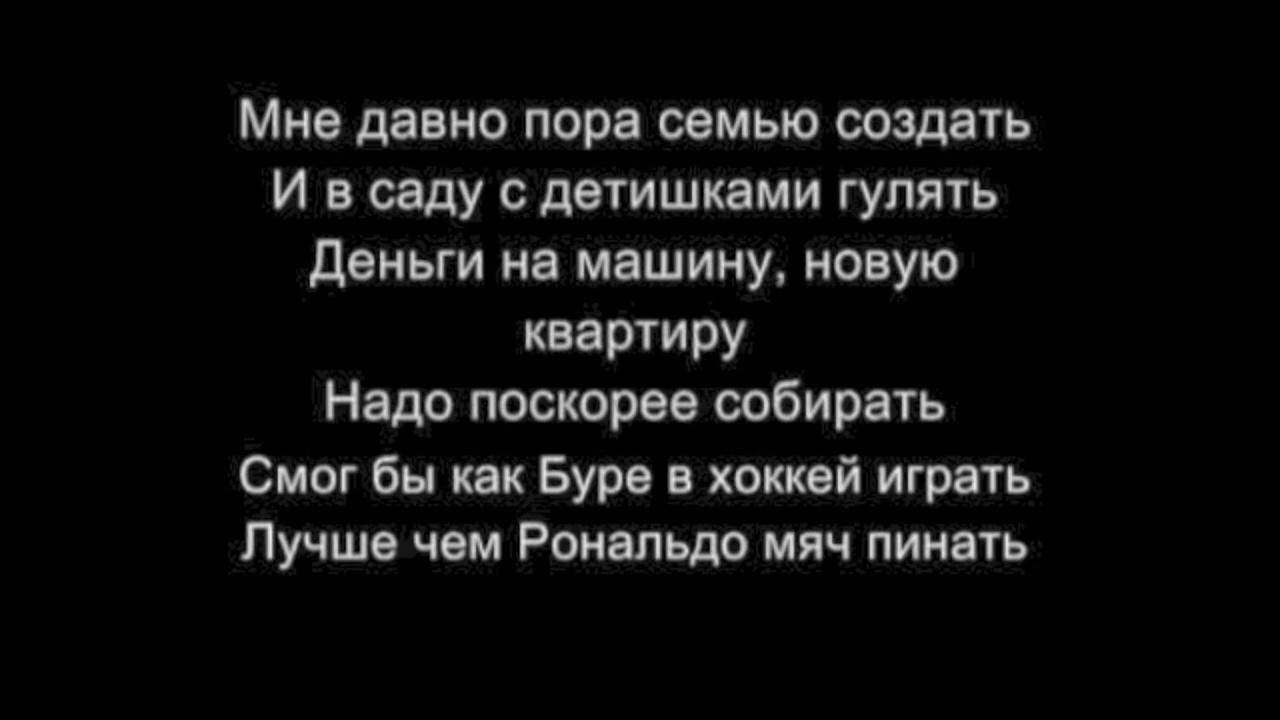 Мне давно пора семью создать
И в саду с детишками гулять
Деньги на машину, новую
квартиру
Надо поскорее собирать
Смог бы как Буре в хоккей играть
Лучше чем Рональдо мяч пинать